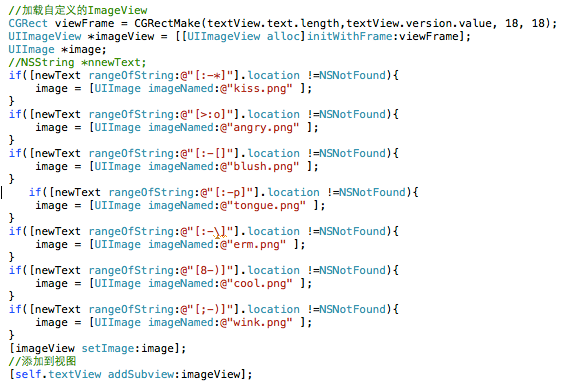 //加载自定义的ImageView
CGRect viewFrame = CGRectMake(textView.text.length,textView.version.value, 18, 18);
UIImageView *imageView = [[UIImageView alloc]initWithFrame:viewFrame];
UIImage *image;
//NSString *nnewText;
if([newText rangeOfString:@"[:-*]"].location !=NSNotFound){
    image = [UIImage imageNamed:@"kiss.png" ];
}
if([newText rangeOfString:@"[>:o]"].location !=NSNotFound){
    image = [UIImage imageNamed:@"angry.png" ];
}
if([newText rangeOfString:@"[:-[]"].location !=NSNotFound){
    image = [UIImage imageNamed:@"blush.png" ];
}
   if([newText rangeOfString:@"[:-p]"].location !=NSNotFound){
    image = [UIImage imageNamed:@"tongue.png" ];
}
if([newText rangeOfString:@"[:-\]"].location !=NSNotFound){
    image = [UIImage imageNamed:@"erm.png" ];
}
if([newText rangeOfString:@"[8-)]"].location !=NSNotFound){
    image = [UIImage imageNamed:@"cool.png" ];
}
if([newText rangeOfString:@"[;-)]"].location !=NSNotFound){
    image = [UIImage imageNamed:@"wink.png" ];
}
[imageView setImage:image];
//添加到视图
[self.textView addSubview:imageView];